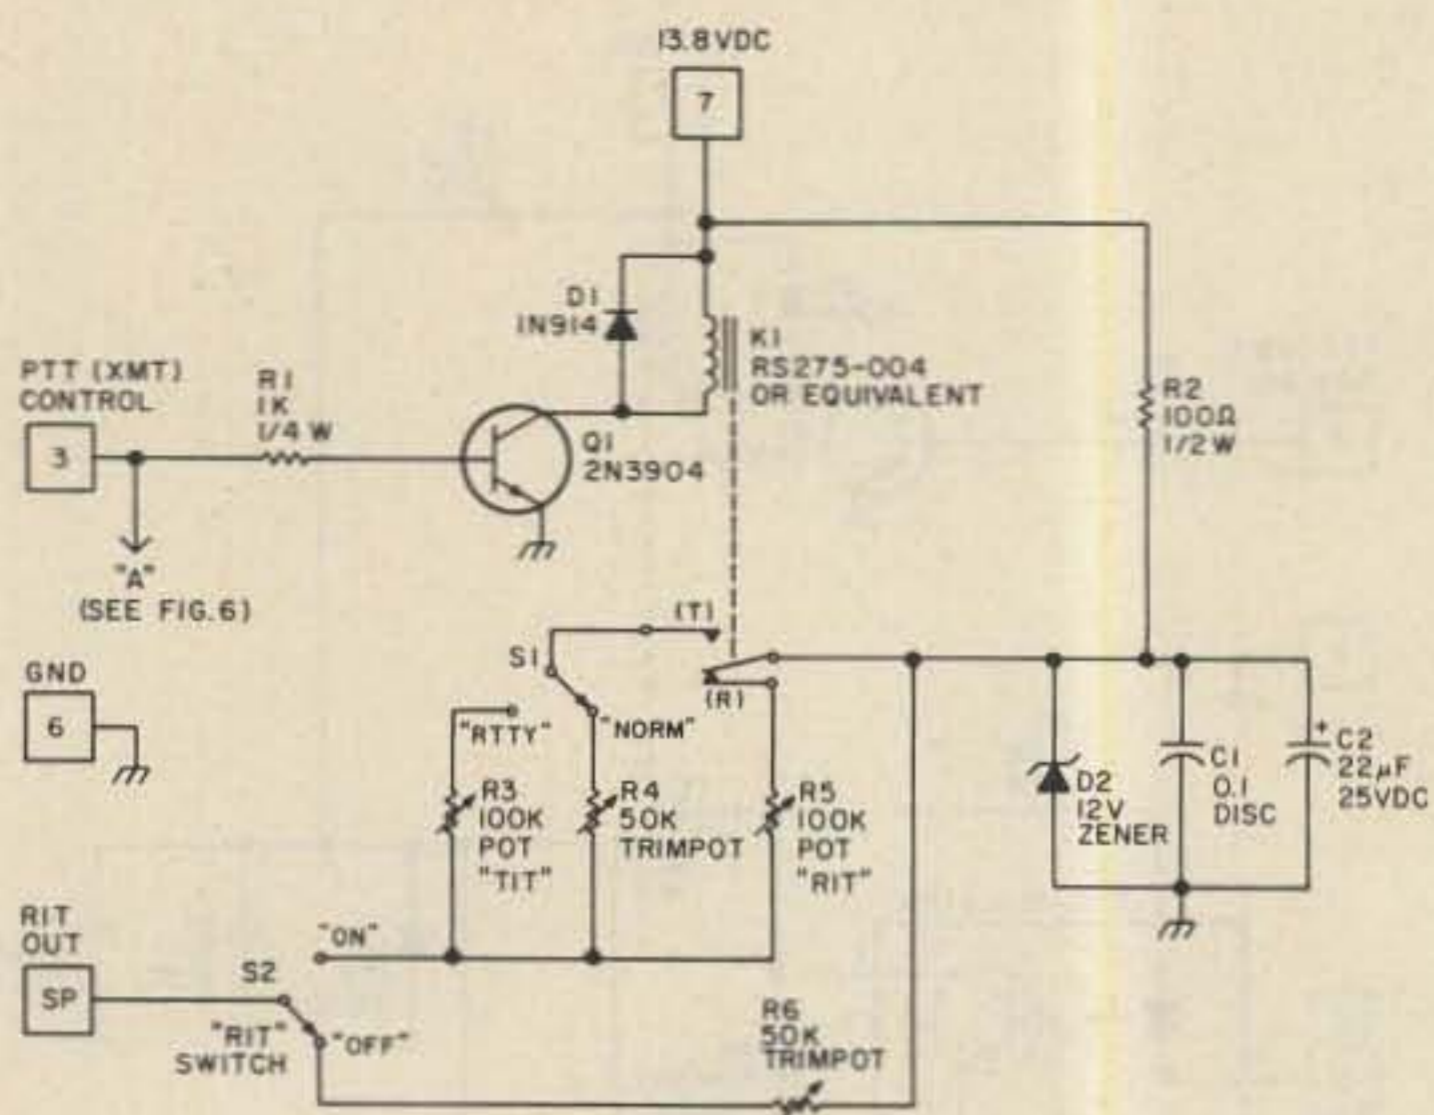 13.8VDC
7
D1
1N914
K1
RS275-004
OR EQUIVALENT
PTT (XMT)
CONTROL
3
R1
1K
1/4 W
Q1
2N3904
R2
100Ω
1/2W
"A"
(SEE FIG.6)
GND
6
(T)
S1
(R)
"RTTY"
"NORM"
R3
100K
POT
"TIT"
R4
50K
TRIMPOT
R5
100K
POT
"RIT"
D2
12V
ZENER
C1
0.1
DISC
+
C2
22µF
25VDC
RIT
OUT
SP
S2
"ON"
"RIT"
SWITCH
"OFF"
R6
50K
TRIMPOT